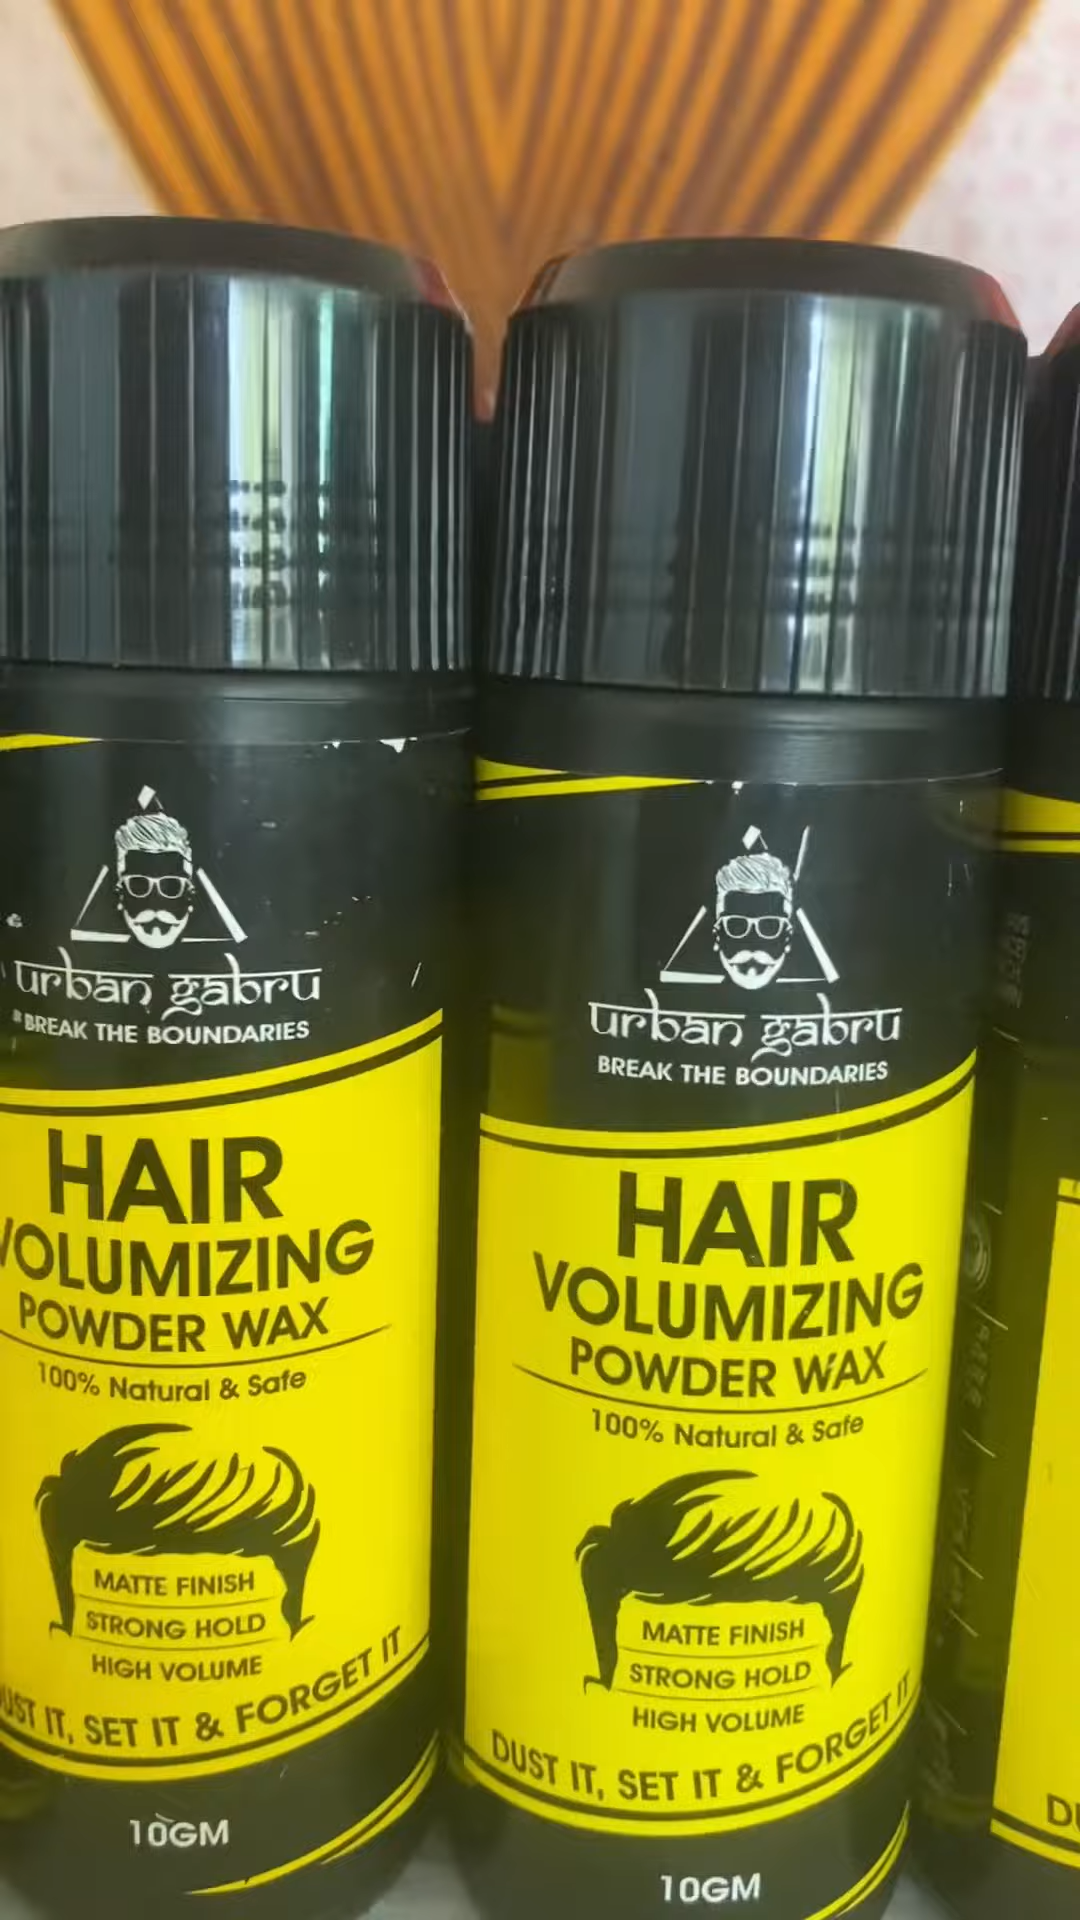 urban gabru
BREAK THE BOUNDARIES
HAIR
VOLUMIZING
POWDER WAX
100% Natural & Safe
MATTE FINISH
STRONG HOLD
HIGH VOLUME
DUST IT, SET IT & FORGET IT
10GM
urban gabru
BREAK THE BOUNDARIES
HAIR
VOLUMIZING
POWDER WAX
100% Natural & Safe
MATTE FINISH
STRONG HOLD
HIGH VOLUME
DUST IT, SET IT & FORGET IT
10GM